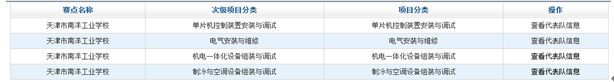 赛点名称 次级项目分类 项目分类 操作
天津市南洋工业学校 单片机控制装置安装与调试 单片机控制装置安装与调试 查看代表队信息
天津市南洋工业学校 电气安装与维修 电气安装与维修 查看代表队信息
天津市南洋工业学校 机电一体化设备组装与调试 机电一体化设备组装与调试 查看代表队信息
天津市南洋工业学校 制冷与空调设备组装与调试 制冷与空调设备组装与调试 查看代表队信息